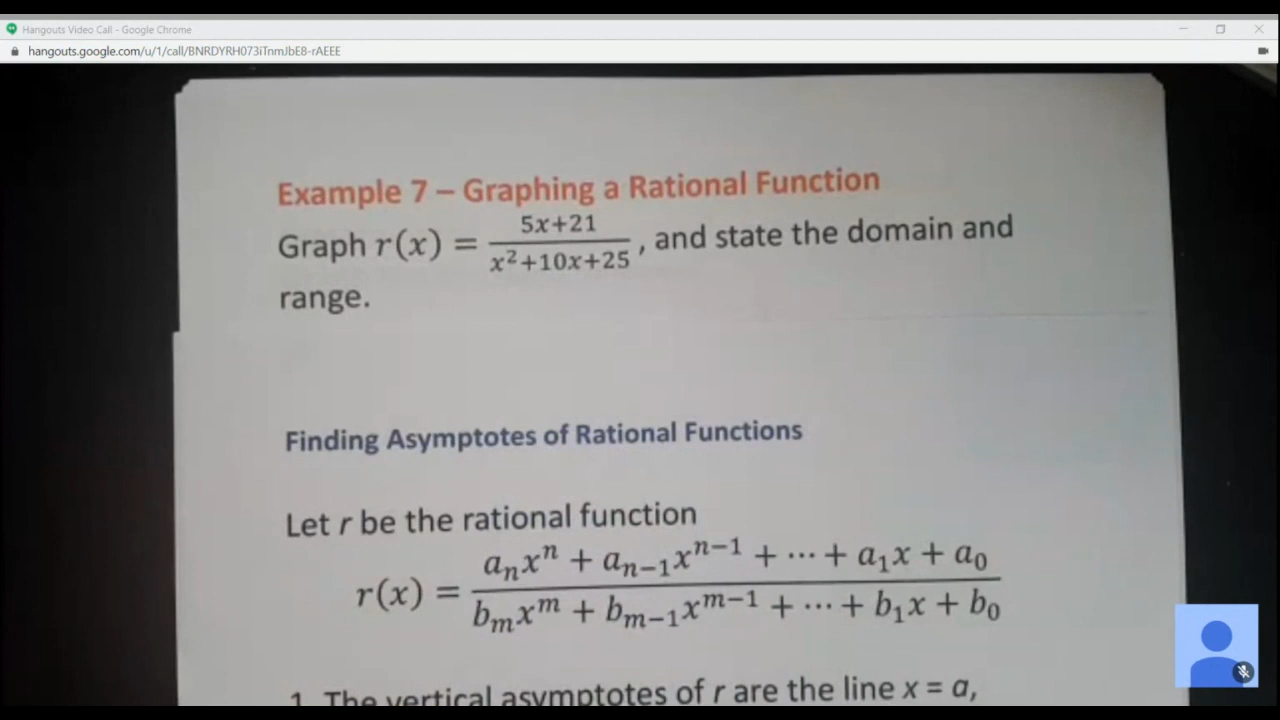 Hangouts Video Call - Google Chrome
hangouts.google.com/u/1/call/BNRDYRH073iTnmJbE8-rAEEE
Example 7 – Graphing a Rational Function
Graph r(x) = (5x+21)/(x²+10x+25), and state the domain and
range.
Finding Asymptotes of Rational Functions
Let r be the rational function
r(x) = (aₙxⁿ + aₙ₋₁xⁿ⁻¹ + ⋯ + a₁x + a₀)/(bₘxᵐ + bₘ₋₁xᵐ⁻¹ + ⋯ + b₁x + b₀)
1. The vertical asymptotes of r are the line x = a,